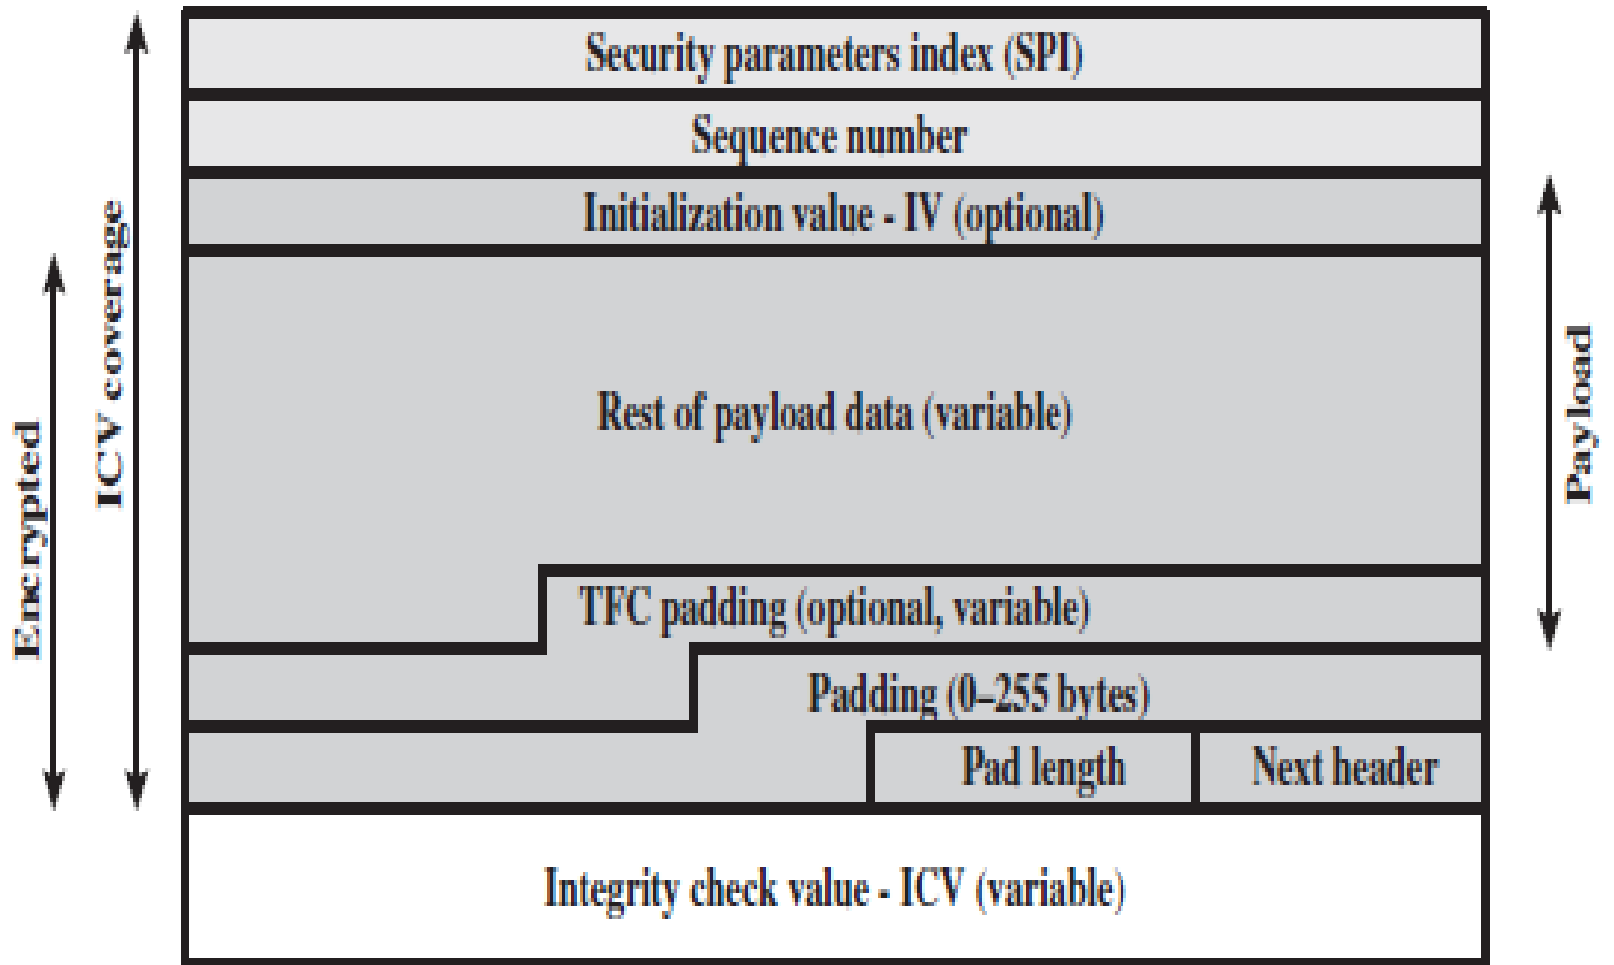 Security parameters index (SPI)
Sequence number
Initialization value - IV (optional)
Rest of payload data (variable)
TFC padding (optional, variable)
Padding (0–255 bytes)
Pad length
Next header
Integrity check value - ICV (variable)
Encrypted
ICV coverage
Payload